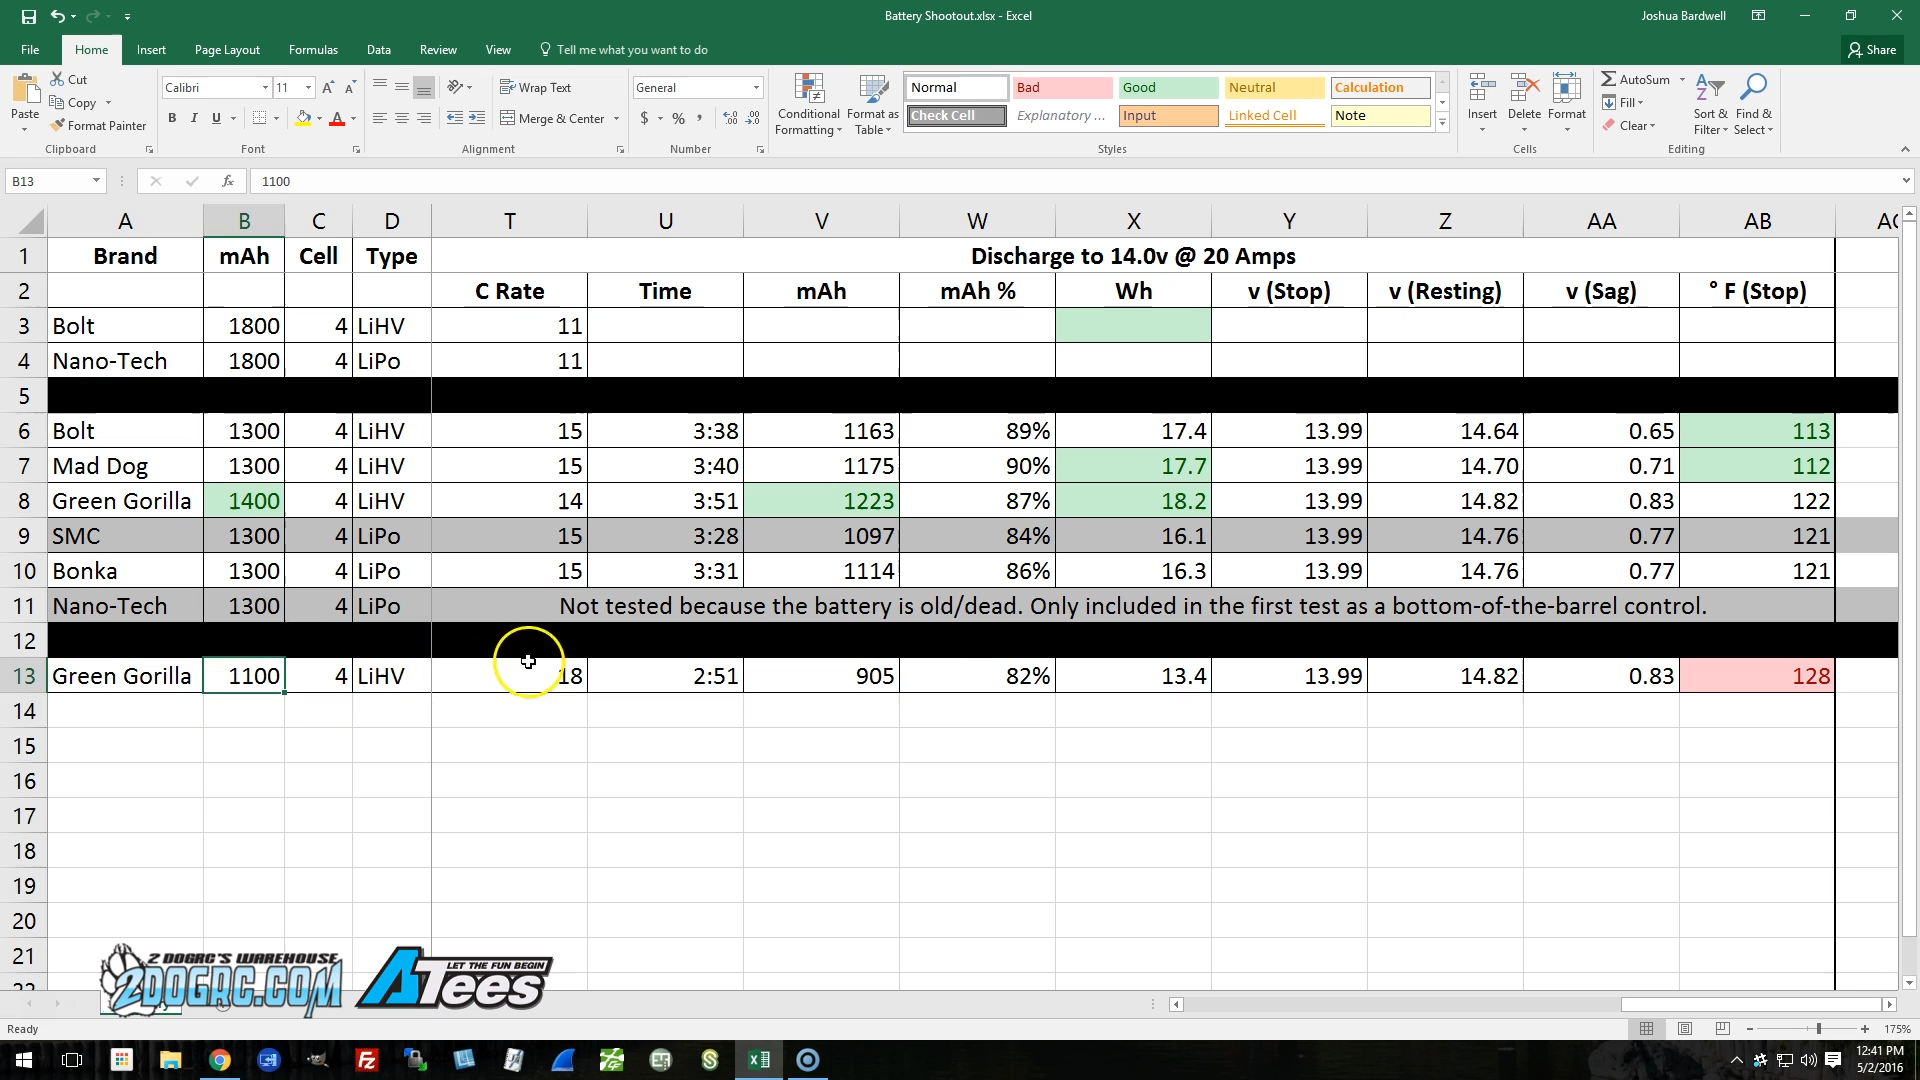 Battery Shootout.xlsx - Excel
Joshua Bardwell
File Home Insert Page Layout Formulas Data Review View Tell me what you want to do Share
Paste Cut Copy Format Painter
Calibri 11
B I U
Wrap Text
Merge & Center
General
$ %
Conditional Formatting Format as Table
Normal Bad Good Neutral Calculation
Check Cell Explanatory ... Input Linked Cell Note
Insert Delete Format
AutoSum Fill Clear
Sort & Filter Find & Select
Clipboard Font Alignment Number Styles Cells Editing
B13 fx 1100
A B C D T U V W X Y Z AA AB AC
1 Brand mAh Cell Type Discharge to 14.0v @ 20 Amps
2 C Rate Time mAh mAh % Wh v (Stop) v (Resting) v (Sag) ° F (Stop)
3 Bolt 1800 4 LiHV 11
4 Nano-Tech 1800 4 LiPo 11
5
6 Bolt 1300 4 LiHV 15 3:38 1163 89% 17.4 13.99 14.64 0.65 113
7 Mad Dog 1300 4 LiHV 15 3:40 1175 90% 17.7 13.99 14.70 0.71 112
8 Green Gorilla 1400 4 LiHV 14 3:51 1223 87% 18.2 13.99 14.82 0.83 122
9 SMC 1300 4 LiPo 15 3:28 1097 84% 16.1 13.99 14.76 0.77 121
10 Bonka 1300 4 LiPo 15 3:31 1114 86% 16.3 13.99 14.76 0.77 121
11 Nano-Tech 1300 4 LiPo Not tested because the battery is old/dead. Only included in the first test as a bottom-of-the-barrel control.
12
13 Green Gorilla 1100 4 LiHV 18 2:51 905 82% 13.4 13.99 14.82 0.83 128
14
15
16
17
18
19
20
21
22
2 DOGRC'S WAREHOUSE
2DOGRC.COM
LET THE FUN BEGIN
ATees
Ready
175%
12:41 PM
5/2/2016